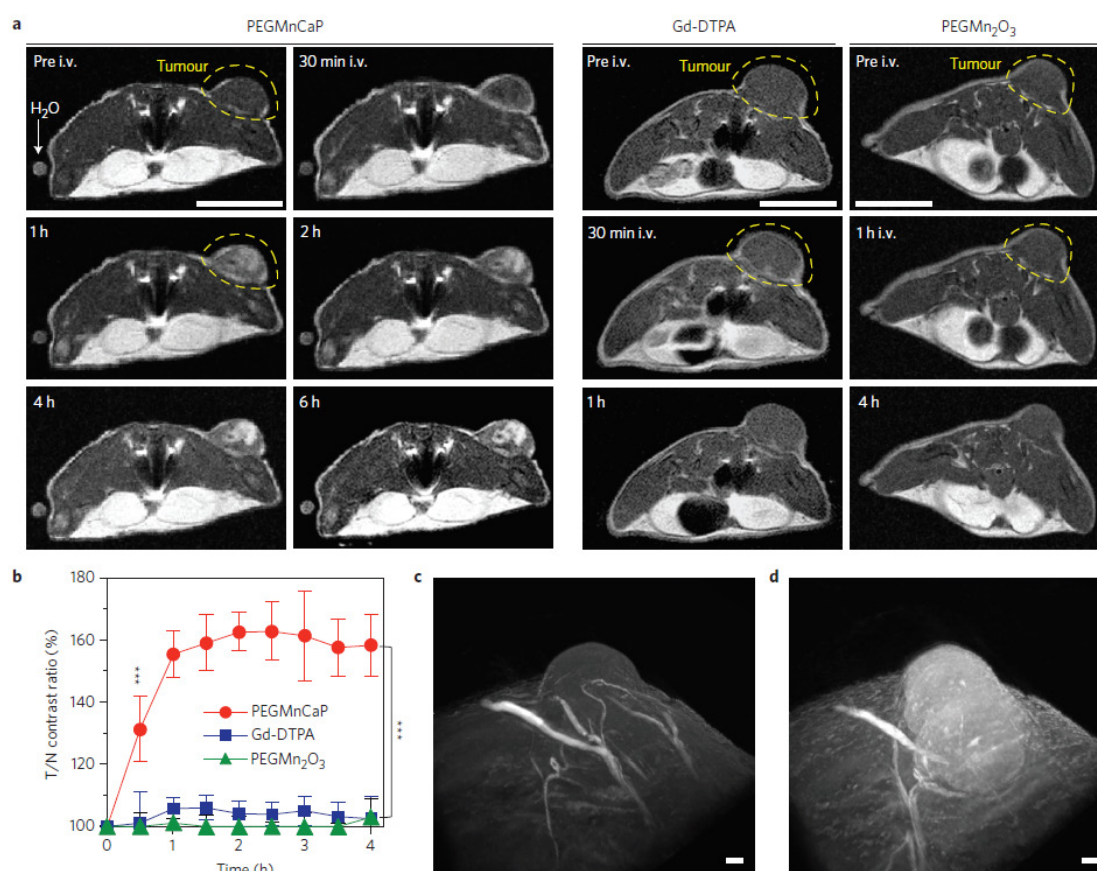 a
PEGMnCaP
Gd-DTPA
PEGMn₂O₃
Pre i.v.
Tumour
H₂O
30 min i.v.
Pre i.v.
Tumour
Pre i.v.
Tumour
1 h
2 h
30 min i.v.
1 h i.v.
4 h
6 h
1 h
4 h
b
T/N contrast ratio (%)
180
160
140
120
100
***
PEGMnCaP
Gd-DTPA
PEGMn₂O₃
***
0
1
2
3
4
Time (h)
c
d